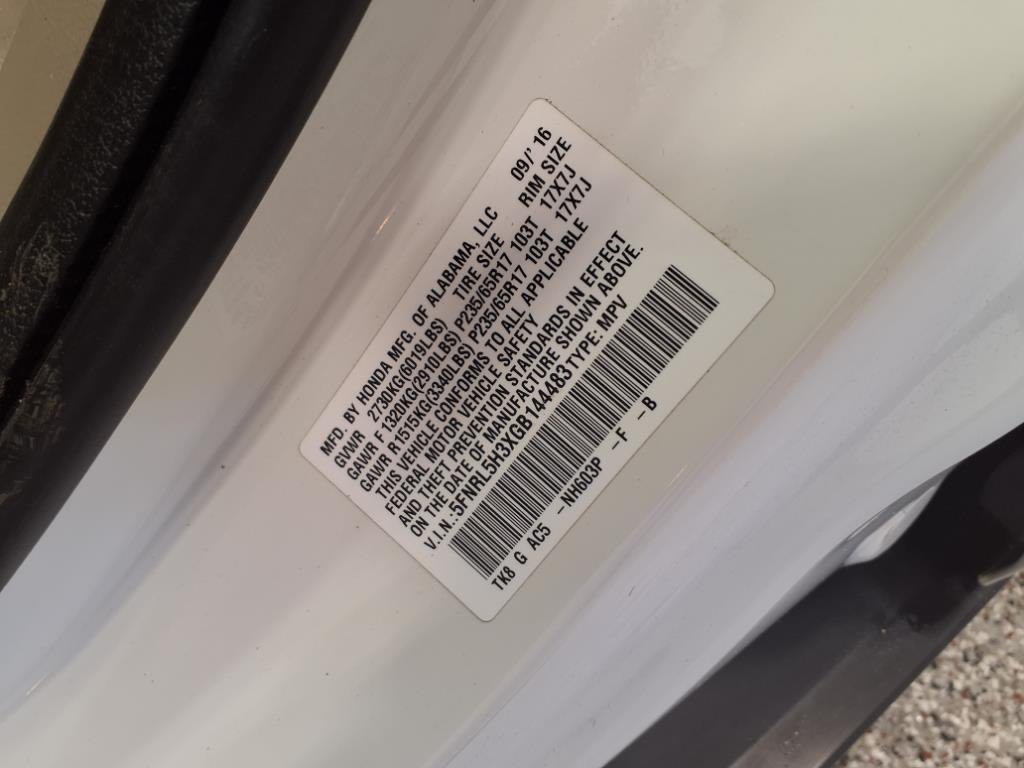 MFD. BY HONDA MFG. OF ALABAMA, LLC 09/' 16
GVWR 2730KG(6019LBS) TIRE SIZE RIM SIZE
GAWR F 1320KG(2910LBS) P235/65R17 103T 17X7J
GAWR R1515KG(3340LBS) P235/65R17 103T 17X7J
THIS VEHICLE CONFORMS TO ALL APPLICABLE
FEDERAL MOTOR VEHICLE SAFETY
AND THEFT PREVENTION STANDARDS IN EFFECT
ON THE DATE OF MANUFACTURE SHOWN ABOVE.
V.I.N.:5FNRL5H3XGB144483 TYPE: MPV
TK8 G AC5 -NH603P -F -B